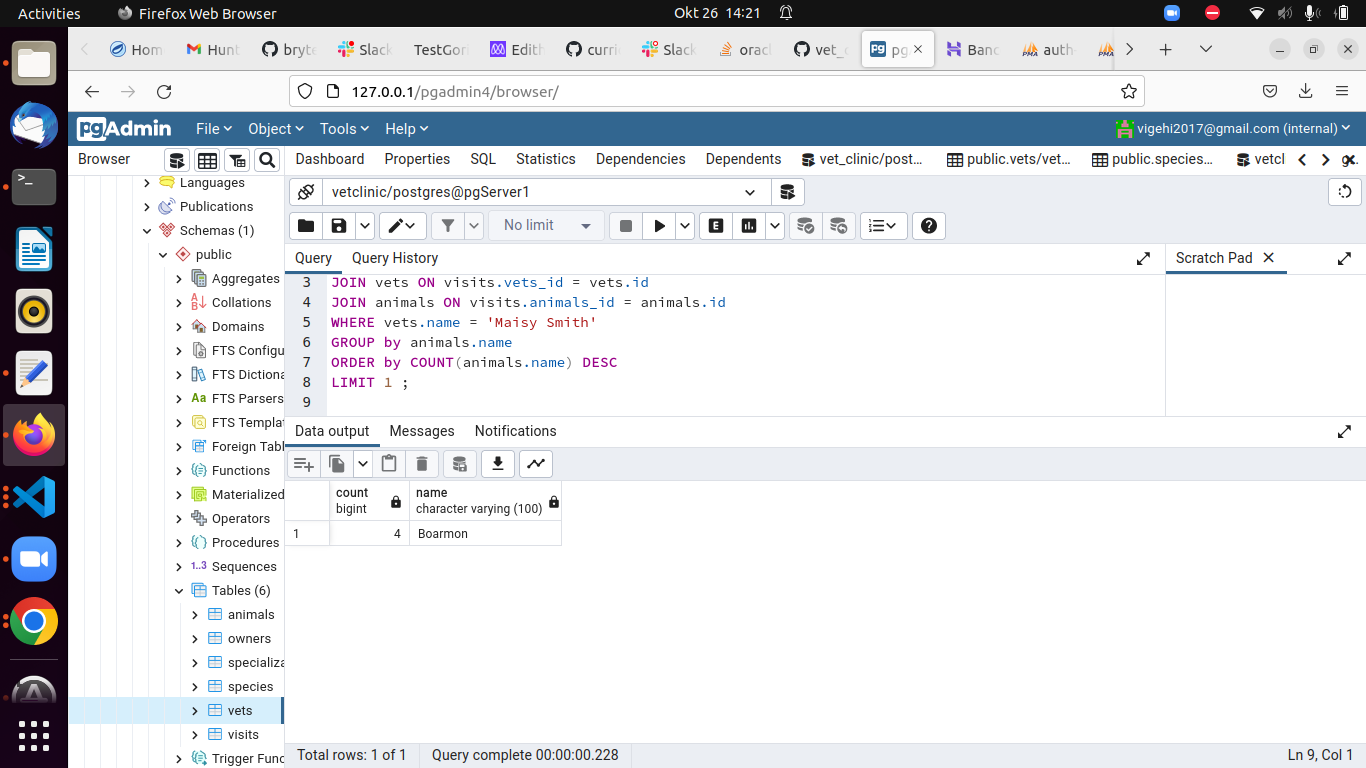 Activities
Firefox Web Browser
Okt 26 14:21
Hom
Hunt
bryte
Slack
TestGori
Edith
curri
Slack
orac
vet_c
pg
Banc
auth-
127.0.0.1/pgadmin4/browser/
pgAdmin
File
Object
Tools
Help
vigehi2017@gmail.com (internal)
Browser
Dashboard
Properties
SQL
Statistics
Dependencies
Dependents
vet_clinic/post...
public.vets/vet...
public.species...
vetcl
Languages
Publications
Schemas (1)
public
Aggregates
Collations
Domains
FTS Configu
FTS Dictiona
Aa FTS Parsers
FTS Templat
Foreign Tabl
Functions
Materialized
Operators
Procedures
1..3 Sequences
Tables (6)
animals
owners
specializa
species
vets
visits
Trigger Func
vetclinic/postgres@pgServer1
No limit
E
Query
Query History
Scratch Pad
3 JOIN vets ON visits.vets_id = vets.id
4 JOIN animals ON visits.animals_id = animals.id
5 WHERE vets.name = 'Maisy Smith'
6 GROUP by animals.name
7 ORDER by COUNT(animals.name) DESC
8 LIMIT 1 ;
9
Data output
Messages
Notifications
count
bigint
name
character varying (100)
1 4 Boarmon
Total rows: 1 of 1
Query complete 00:00:00.228
Ln 9, Col 1